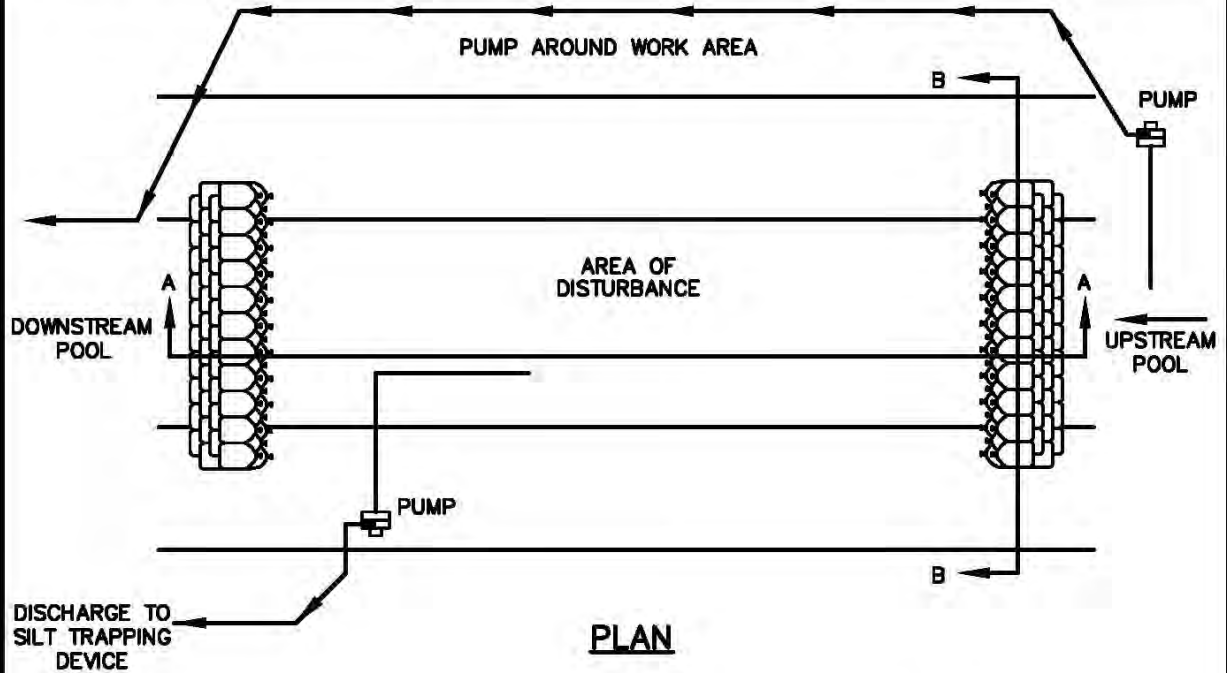 PUMP AROUND WORK AREA
B
PUMP
AREA OF
DISTURBANCE
A
A
DOWNSTREAM
POOL
UPSTREAM
POOL
PUMP
B
DISCHARGE TO
SILT TRAPPING
DEVICE
PLAN